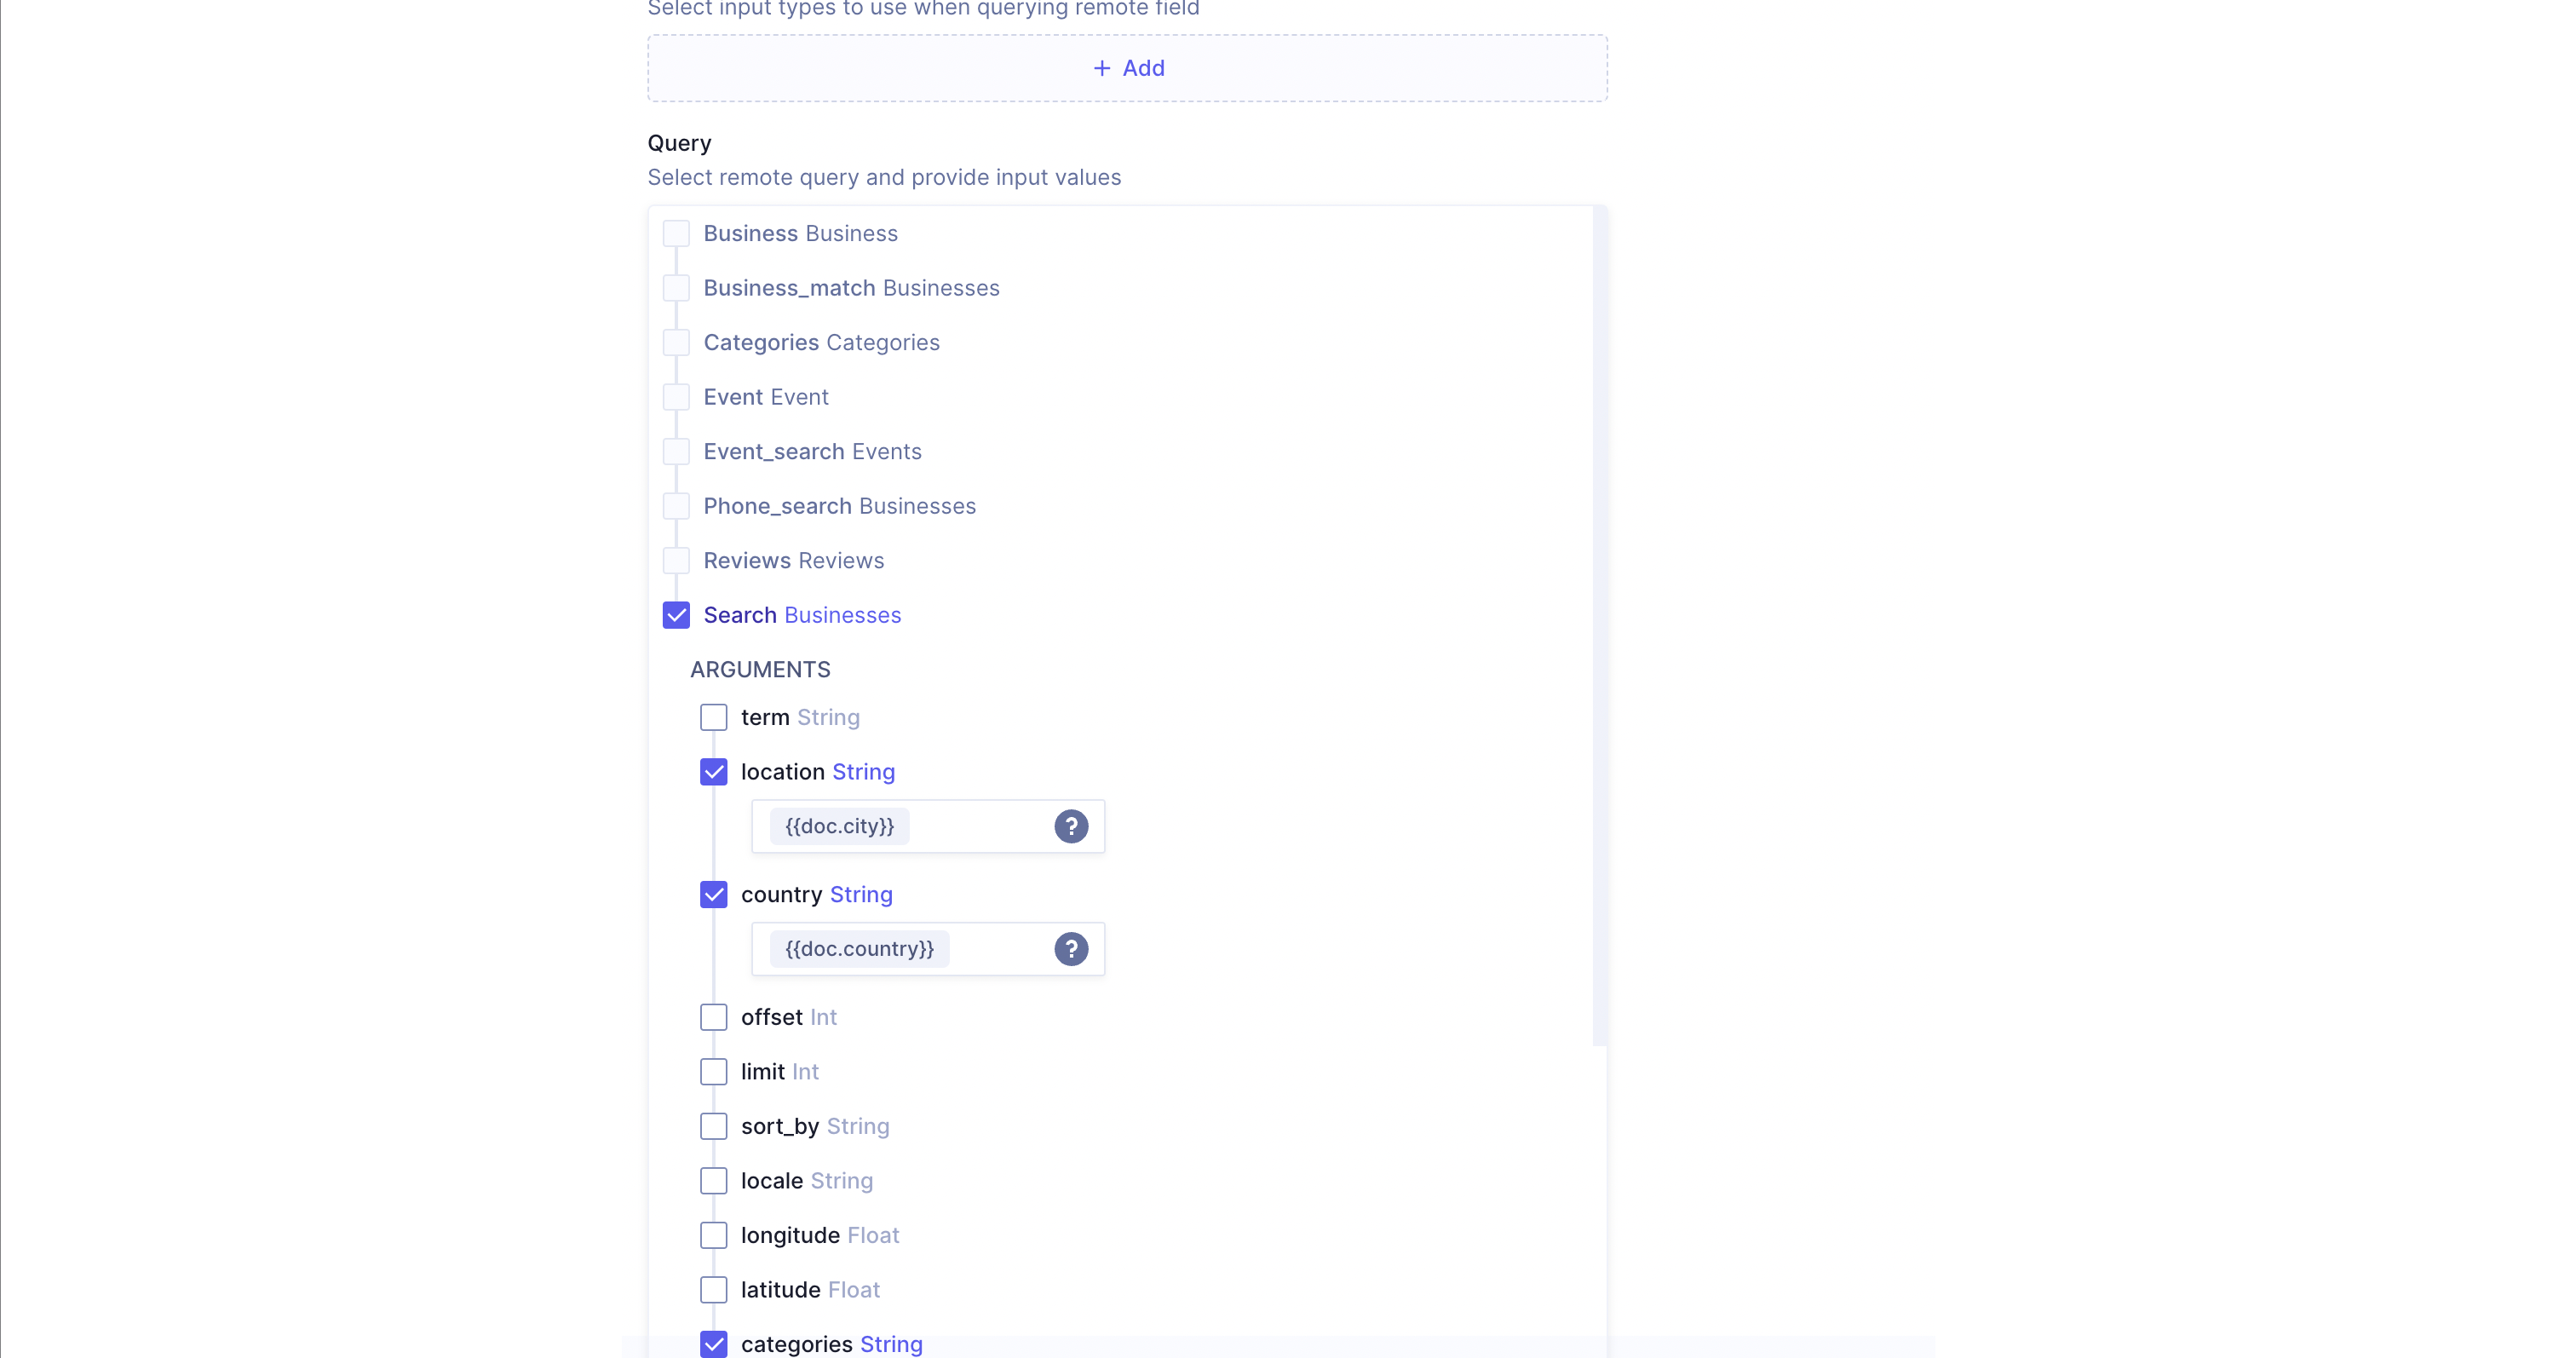 Select input types to use when querying remote field
+ Add
Query
Select remote query and provide input values
Business Business
Business_match Businesses
Categories Categories
Event Event
Event_search Events
Phone_search Businesses
Reviews Reviews
Search Businesses
ARGUMENTS
term String
location String
{{doc.city}} ?
country String
{{doc.country}} ?
offset Int
limit Int
sort_by String
locale String
longitude Float
latitude Float
categories String